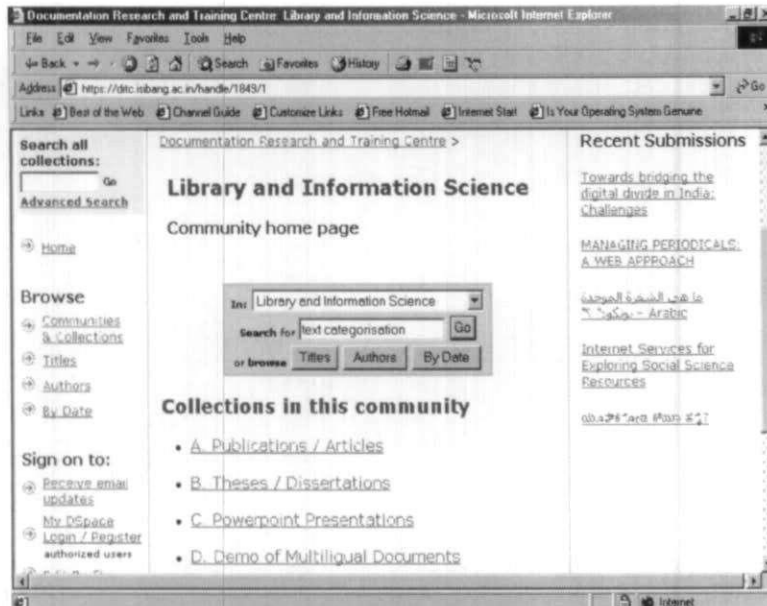 Documentation Research and Training Centre: Library and Information Science - Microsoft Internet Explorer
File Edit View Favorites Tools Help
Back Search Favorites History
Address https://drtc.isibang.ac.in/handle/1849/1 Go
Links Best of the Web Channel Guide Customize Links Free Hotmail Internet Start Is Your Operating System Genuine
Search all
collections:
Go
Advanced Search
Home
Browse
Communities
& Collections
Titles
Authors
By Date
Sign on to:
Receive email
updates
My DSpace
Login / Register
authorized users
Documentation Research and Training Centre >
Library and Information Science
Community home page
In: Library and Information Science
Search for text categorisation Go
or browse Titles Authors By Date
Collections in this community
• A. Publications / Articles
• B. Theses / Dissertations
• C. Powerpoint Presentations
• D. Demo of Multiligual Documents
Recent Submissions
Towards bridging the
digital divide in India:
Challenges
MANAGING PERIODICALS:
A WEB APPROACH
ما هي الشفرة الموحدة
Arabic -
Internet Services for
Exploring Social Science
Resources
Internet